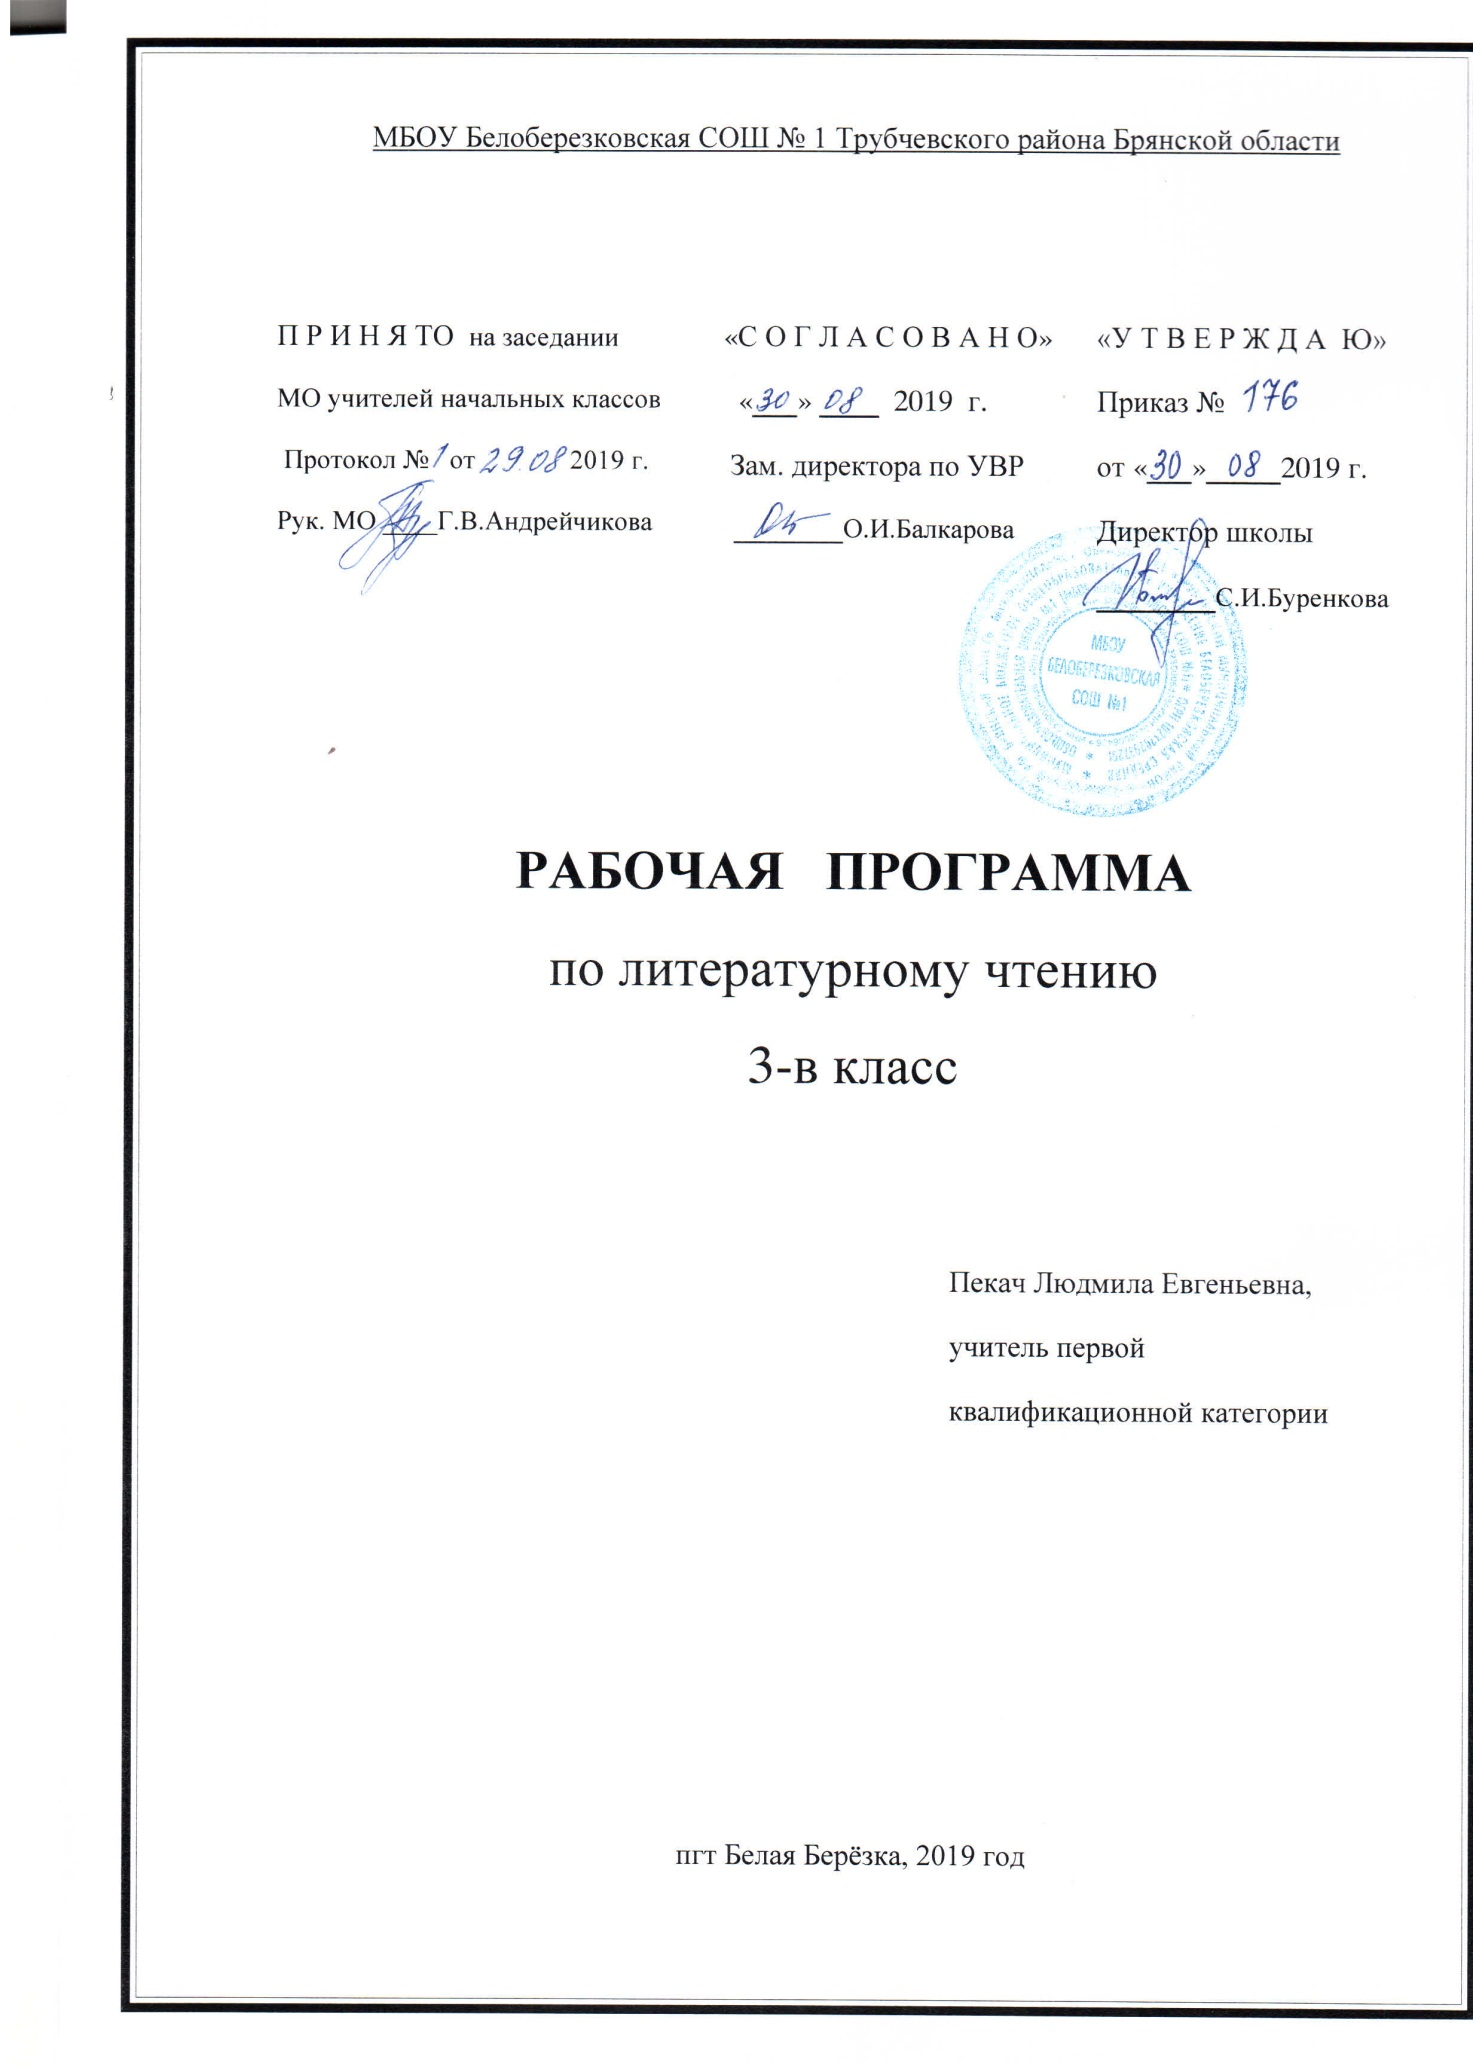 МБОУ Белоберезковская СОШ № 1 Трубчевского района Брянской области
П Р И Н Я ТО на заседании
МО учителей начальных классов
Протокол №1 от 29.08 2019 г.
Рук. МО ____Г.В.Андрейчикова
«С О Г Л А С О В А Н О»
«30» 08 2019 г.
Зам. директора по УВР
________О.И.Балкарова
«У Т В Е Р Ж Д А Ю»
Приказ № 176
от «30» 08 2019 г.
Директор школы
________С.И.Буренкова
МБОУ
БЕЛОБЕРЕЗКОВСКАЯ
СОШ №1
РАБОЧАЯ ПРОГРАММА
по литературному чтению
3-в класс
Пекач Людмила Евгеньевна,
учитель первой
квалификационной категории
пгт Белая Берёзка, 2019 год